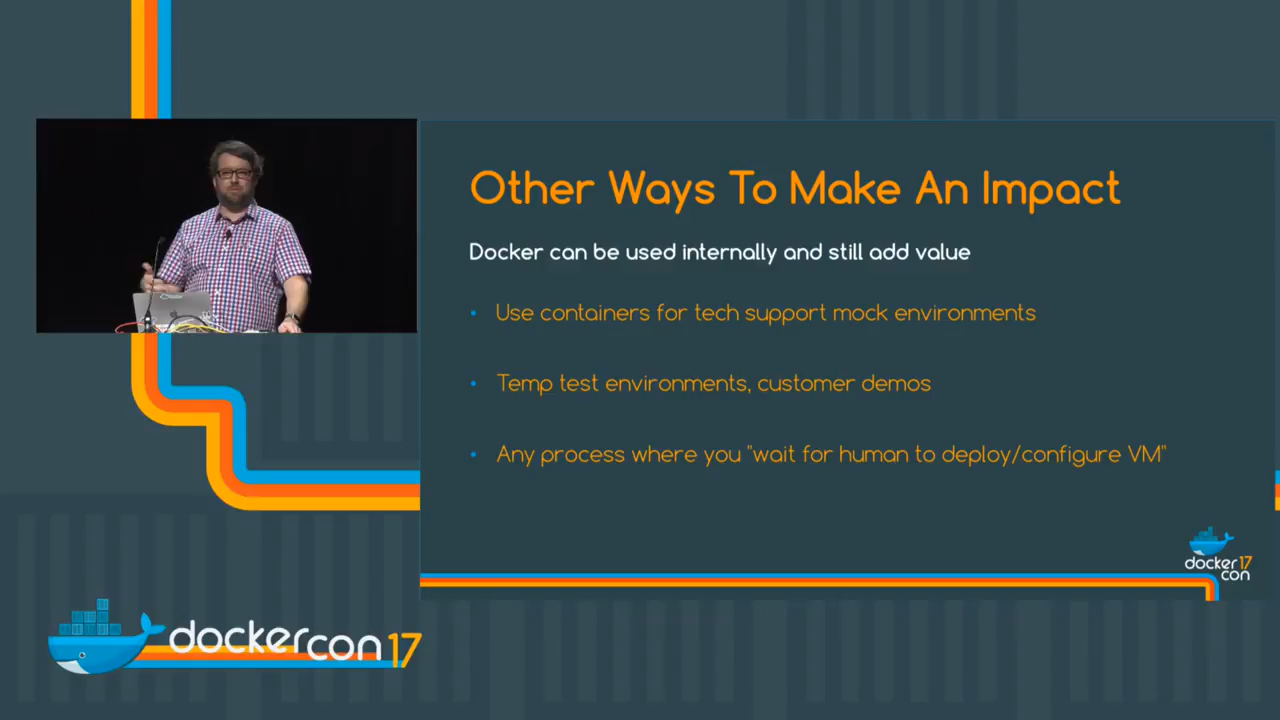 Other Ways To Make An Impact
Docker can be used internally and still add value
• Use containers for tech support mock environments
• Temp test environments, customer demos
• Any process where you "wait for human to deploy/configure VM"
docker 17
con
dockercon 17